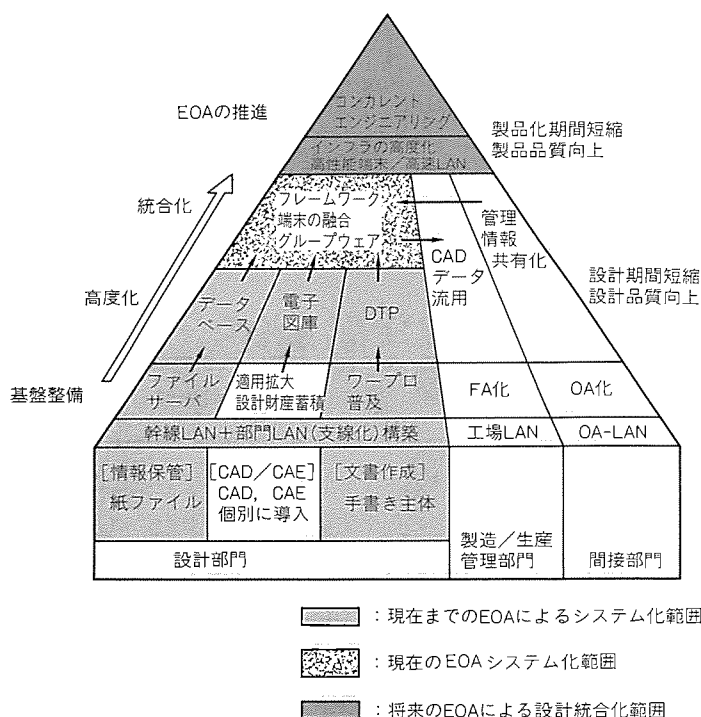 EOAの推進
コンカレント
エンジニアリング
インフラの高度化
高性能端末／高速LAN
製品化期間短縮
製品品質向上
統合化
フレームワーク
端末の融合
グループウェア
管理
情報
共有化
CAD
データ
流用
高度化
データ
ベース
電子
図庫
DTP
設計期間短縮
設計品質向上
基盤整備
ファイル
サーバ
適用拡大
設計財産蓄積
ワープロ
普及
FA化
OA化
幹線LAN＋部門LAN(支線化)構築
工場LAN
OA-LAN
［情報保管］
紙ファイル
［CAD／CAE］
CAD，CAE
個別に導入
［文書作成］
手書き主体
設計部門
製造／生産
管理部門
間接部門
：現在までのEOAによるシステム化範囲
：現在のEOAシステム化範囲
：将来のEOAによる設計統合化範囲